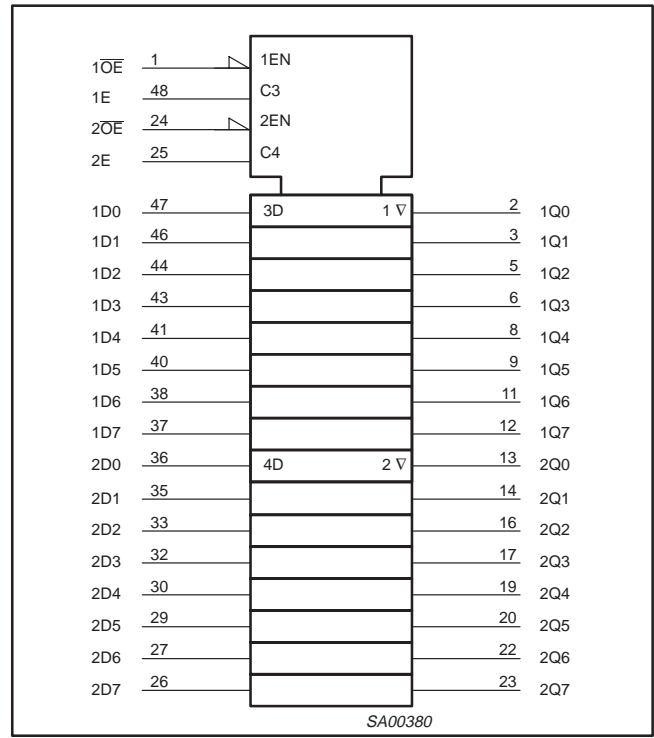 1O̅E̅ 1 1EN
1E 48 C3
2O̅E̅ 24 2EN
2E 25 C4
1D0 47 3D 1 ∇ 2 1Q0
1D1 46 3 1Q1
1D2 44 5 1Q2
1D3 43 6 1Q3
1D4 41 8 1Q4
1D5 40 9 1Q5
1D6 38 11 1Q6
1D7 37 12 1Q7
2D0 36 4D 2 ∇ 13 2Q0
2D1 35 14 2Q1
2D2 33 16 2Q2
2D3 32 17 2Q3
2D4 30 19 2Q4
2D5 29 20 2Q5
2D6 27 22 2Q6
2D7 26 23 2Q7
SA00380